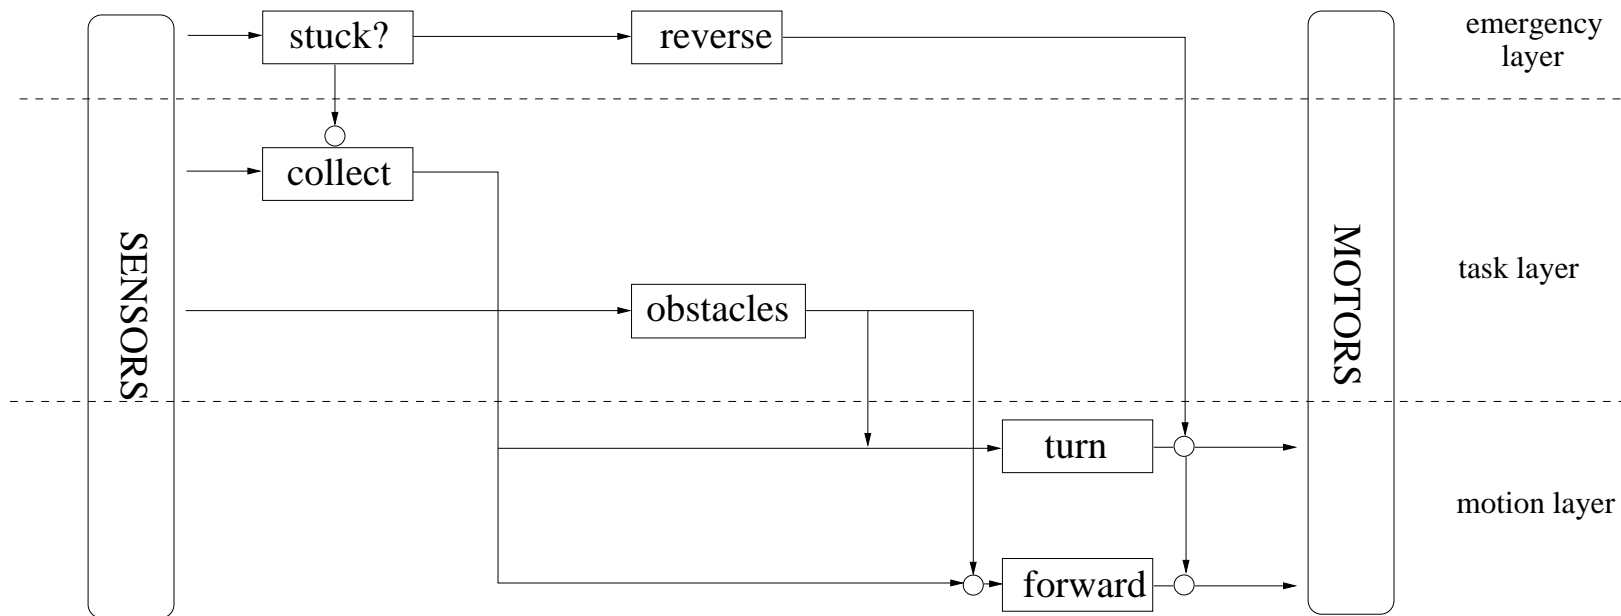 stuck?
reverse
emergency
layer
collect
SENSORS
MOTORS
task layer
obstacles
turn
motion layer
forward